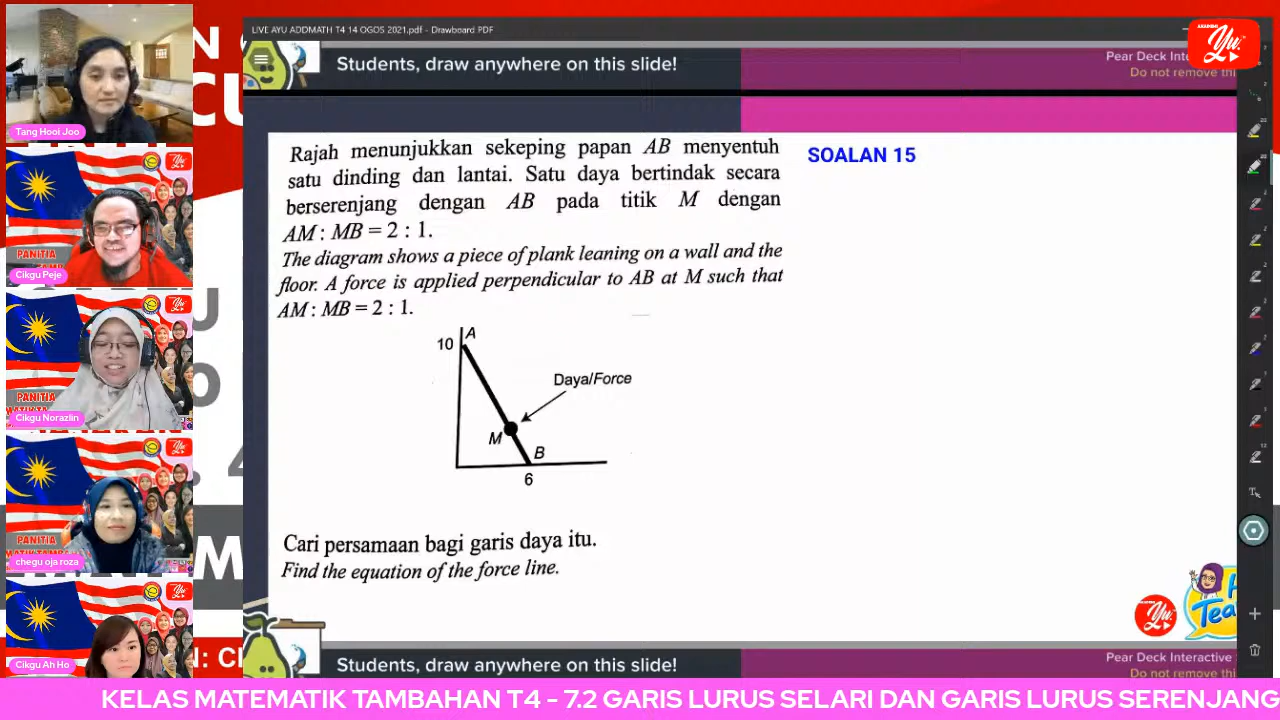 LIVE AYU ADDMATH T4 14 OGOS 2021.pdf - Drawboard PDF
Students, draw anywhere on this slide!
Pear Deck Inte
Do not remove thi
Rajah menunjukkan sekeping papan AB menyentuh
satu dinding dan lantai. Satu daya bertindak secara
berserenjang dengan AB pada titik M dengan
AM : MB = 2 : 1.
The diagram shows a piece of plank leaning on a wall and the
floor. A force is applied perpendicular to AB at M such that
AM : MB = 2 : 1.
SOALAN 15
10
A
Daya/Force
M
B
6
Cari persamaan bagi garis daya itu.
Find the equation of the force line.
Students, draw anywhere on this slide!
Pear Deck Interactive
Do not remove thi
Tang Hooi Joo
PANITIA
Cikgu Peje
PANITIA
Cikgu Norazlin
PANITIA
chegu oja roza
PANITIA
Cikgu Ah Ho
KELAS MATEMATIK TAMBAHAN T4 - 7.2 GARIS LURUS SELARI DAN GARIS LURUS SERENJANG